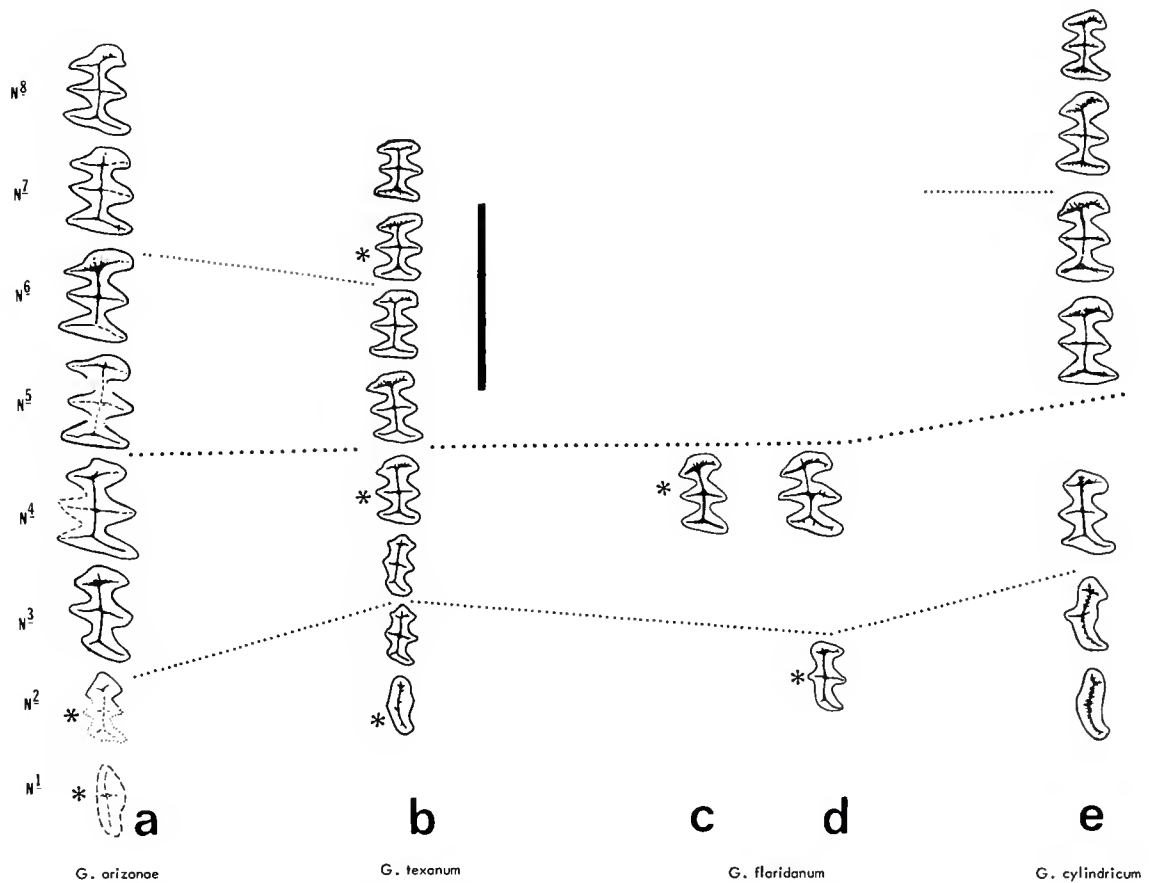 N8
N7
N6
N5
N4
N3
N2
N1
*
*
*
*
*
*
*
a
b
c
d
e
G. arizonae
G. texanum
G. floridanum
G. cylindricum